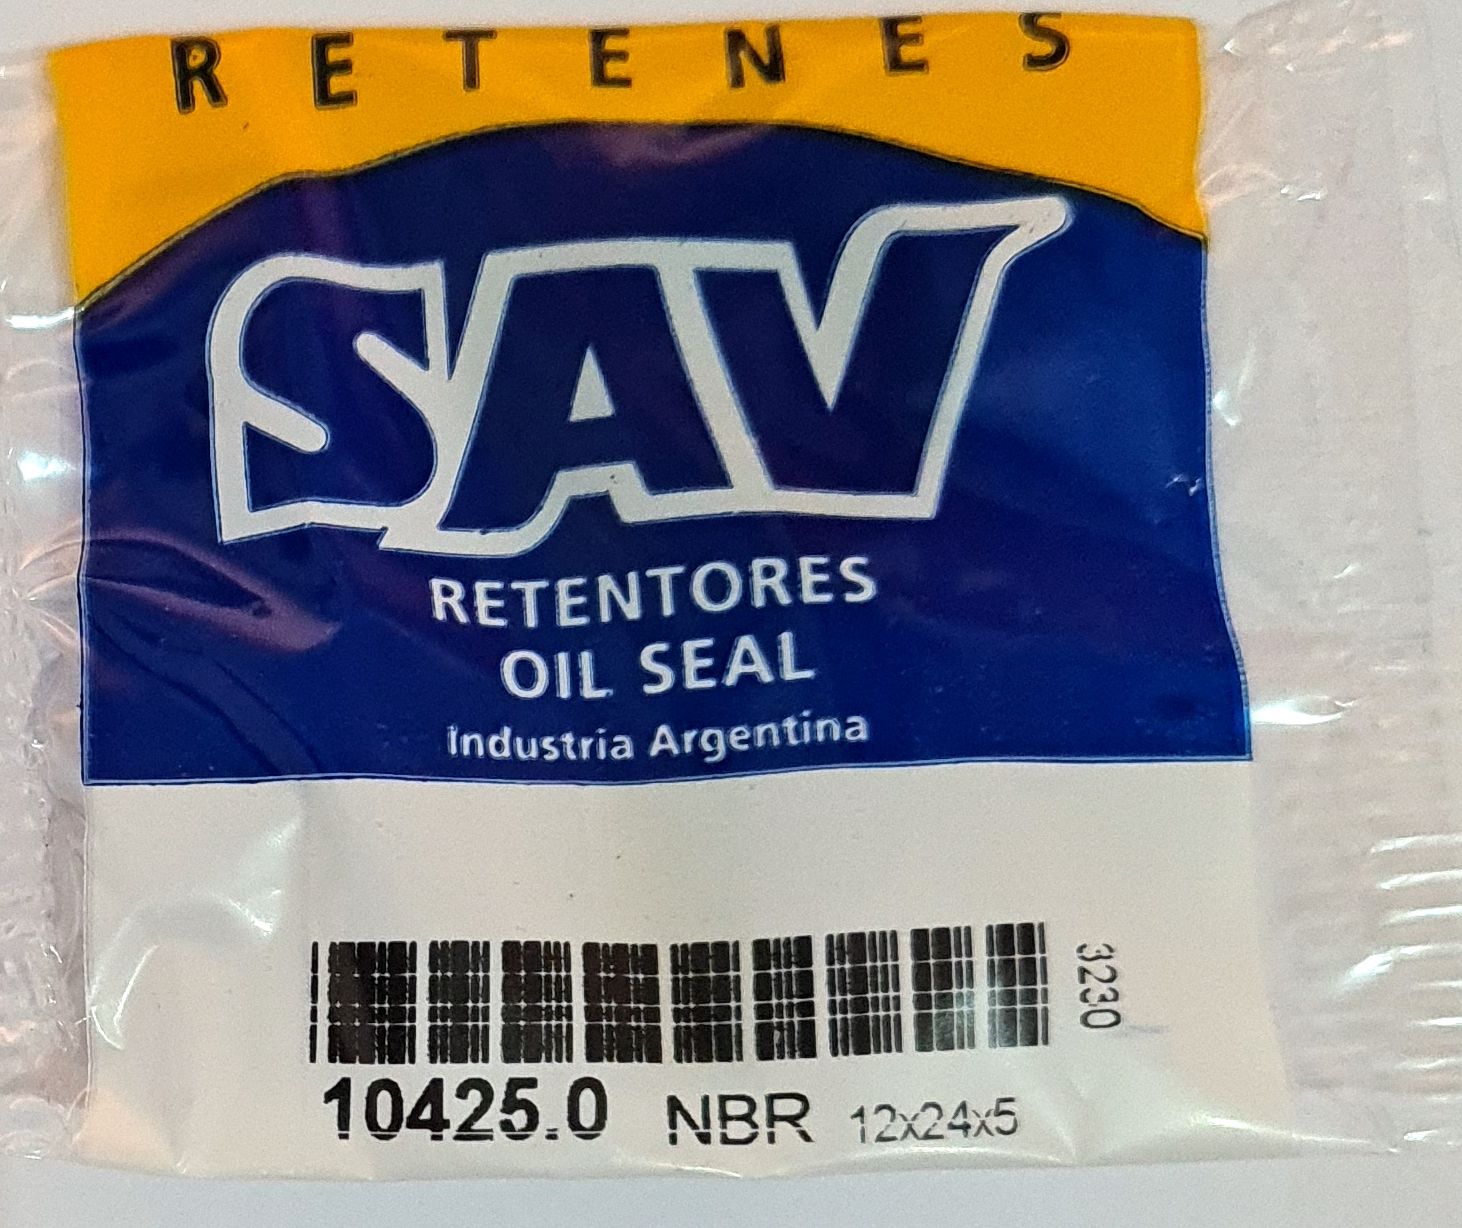 RETENES
SAV
RETENTORES
OIL SEAL
Industria Argentina
3230
10425.0 NBR 12x24x5